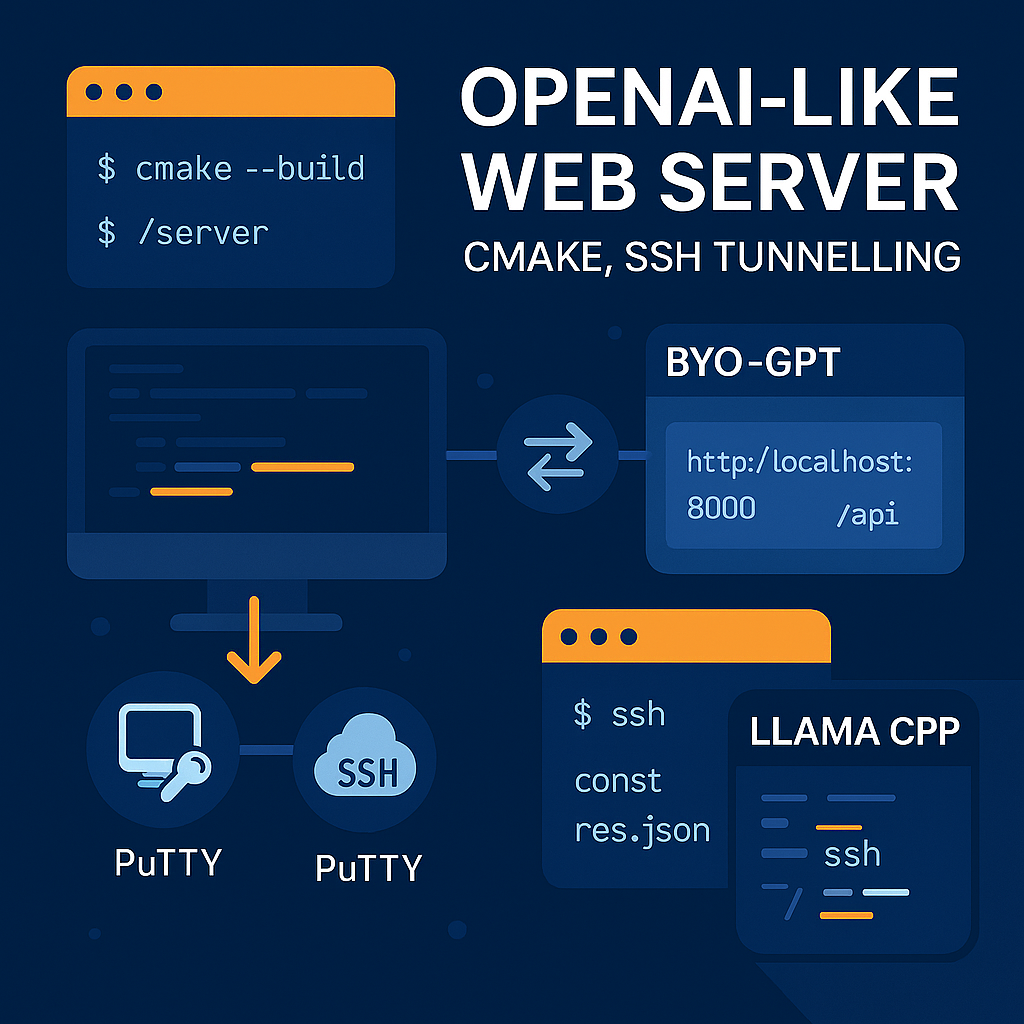 OPENAI-LIKE
WEB SERVER
CMAKE, SSH TUNNELLING
$ cmake --build
$ /server
BYO-GPT
http:/localhost:
8000 /api
SSH
PuTTY
PuTTY
$ ssh
const
res.json
LLAMA CPP
ssh
/